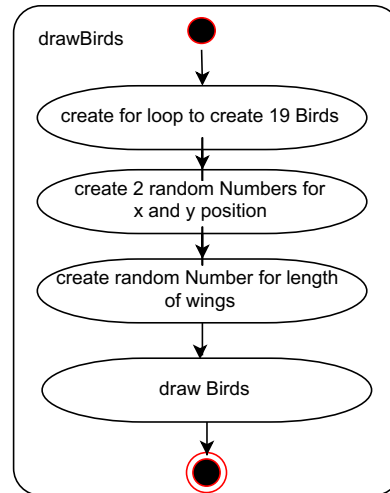 drawBirds
create for loop to create 19 Birds
create 2 random Numbers for
x and y position
create random Number for length
of wings
draw Birds